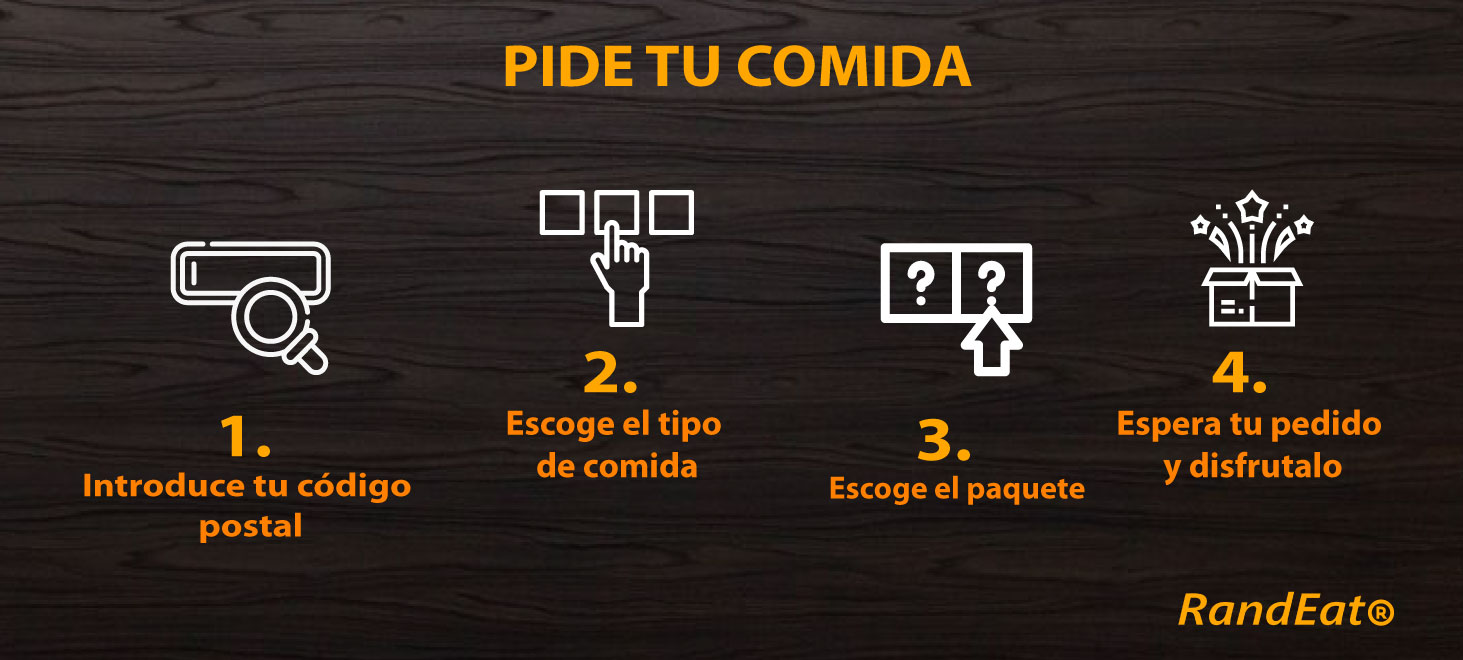 PIDE TU COMIDA
1.
Introduce tu código
postal
2.
Escoge el tipo
de comida
? ?
3.
Escoge el paquete
4.
Espera tu pedido
y disfrutalo
RandEat®